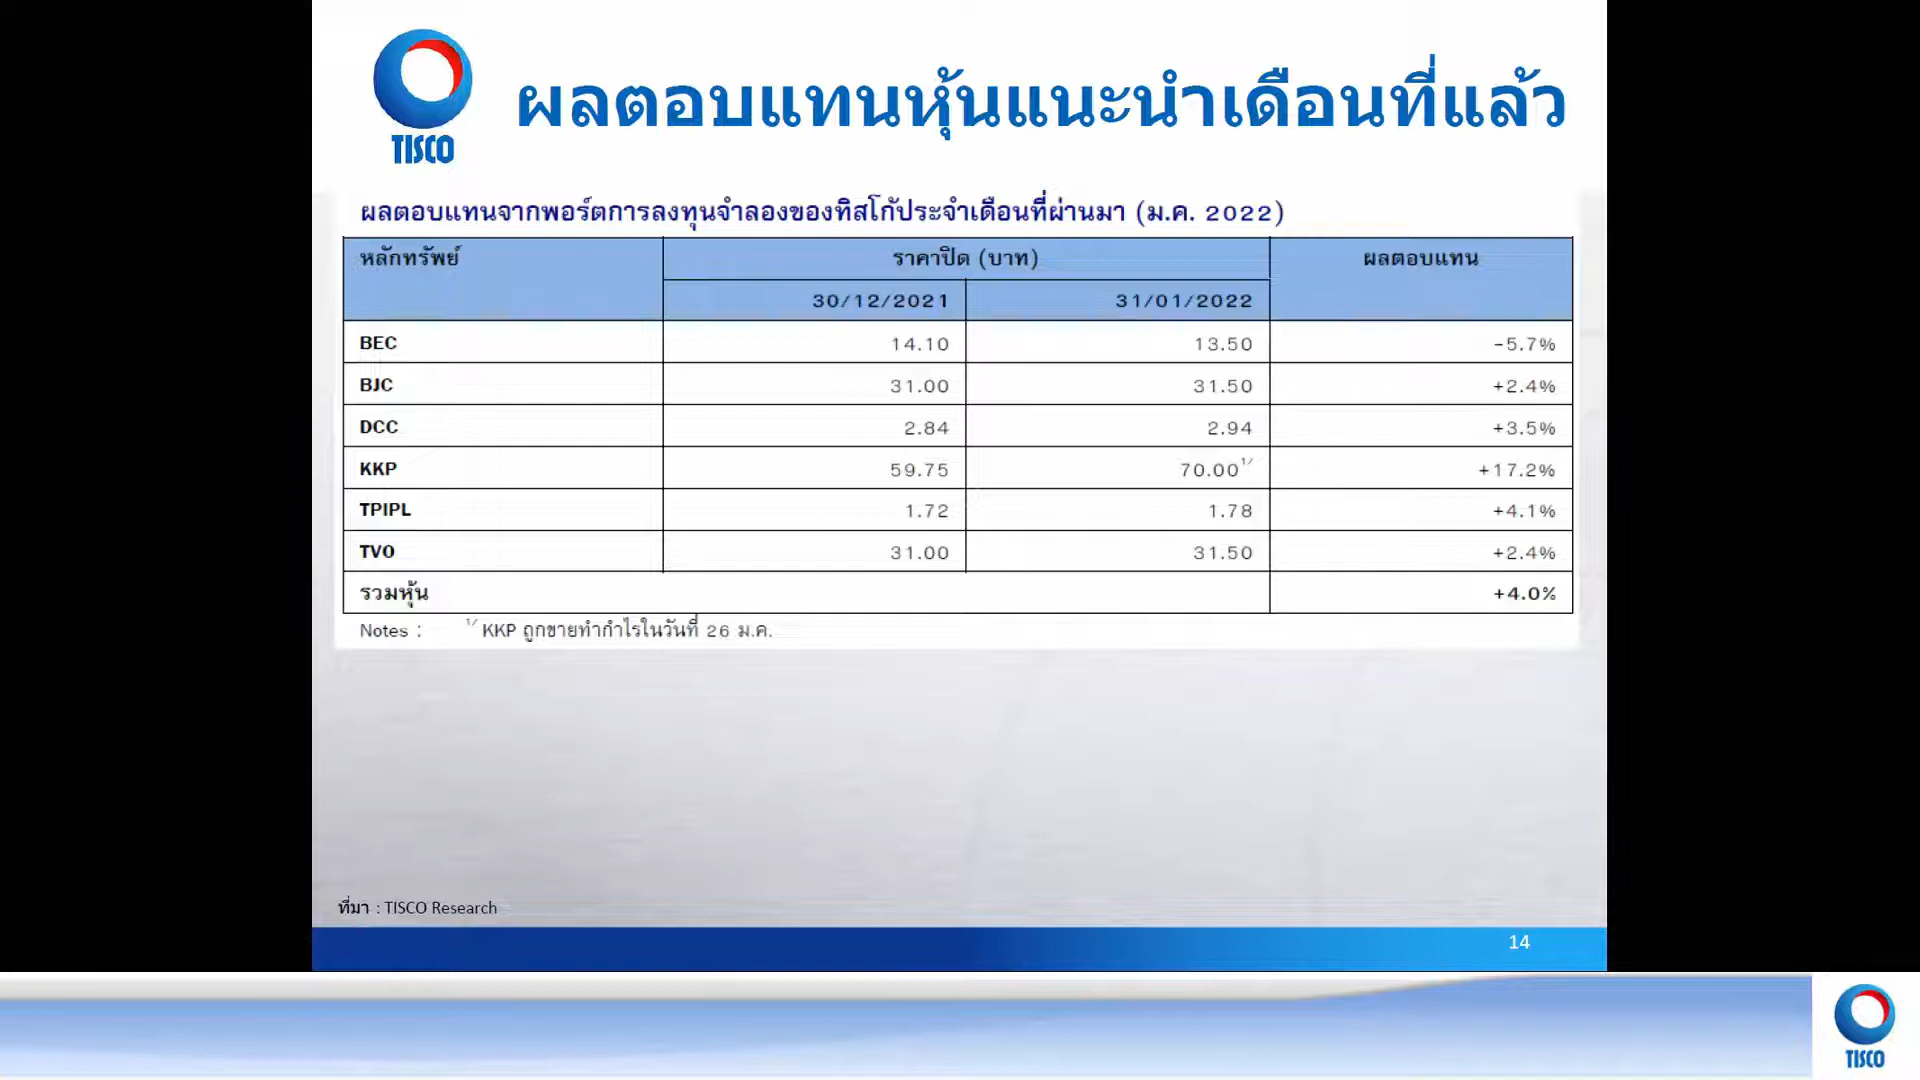 TISCO
ผลตอบแทนหุ้นแนะนำเดือนที่แล้ว
ผลตอบแทนจากพอร์ตการลงทุนจำลองของทิสโก้ประจำเดือนที่ผ่านมา (ม.ค. 2022)
หลักทรัพย์ ราคาปิด (บาท) ผลตอบแทน
30/12/2021 31/01/2022
BEC 14.10 13.50 -5.7%
BJC 31.00 31.50 +2.4%
DCC 2.84 2.94 +3.5%
KKP 59.75 70.00 1/ +17.2%
TPIPL 1.72 1.78 +4.1%
TVO 31.00 31.50 +2.4%
รวมหุ้น +4.0%
Notes : 1/ KKP ถูกขายทำกำไรในวันที่ 26 ม.ค.
ที่มา : TISCO Research
14
TISCO